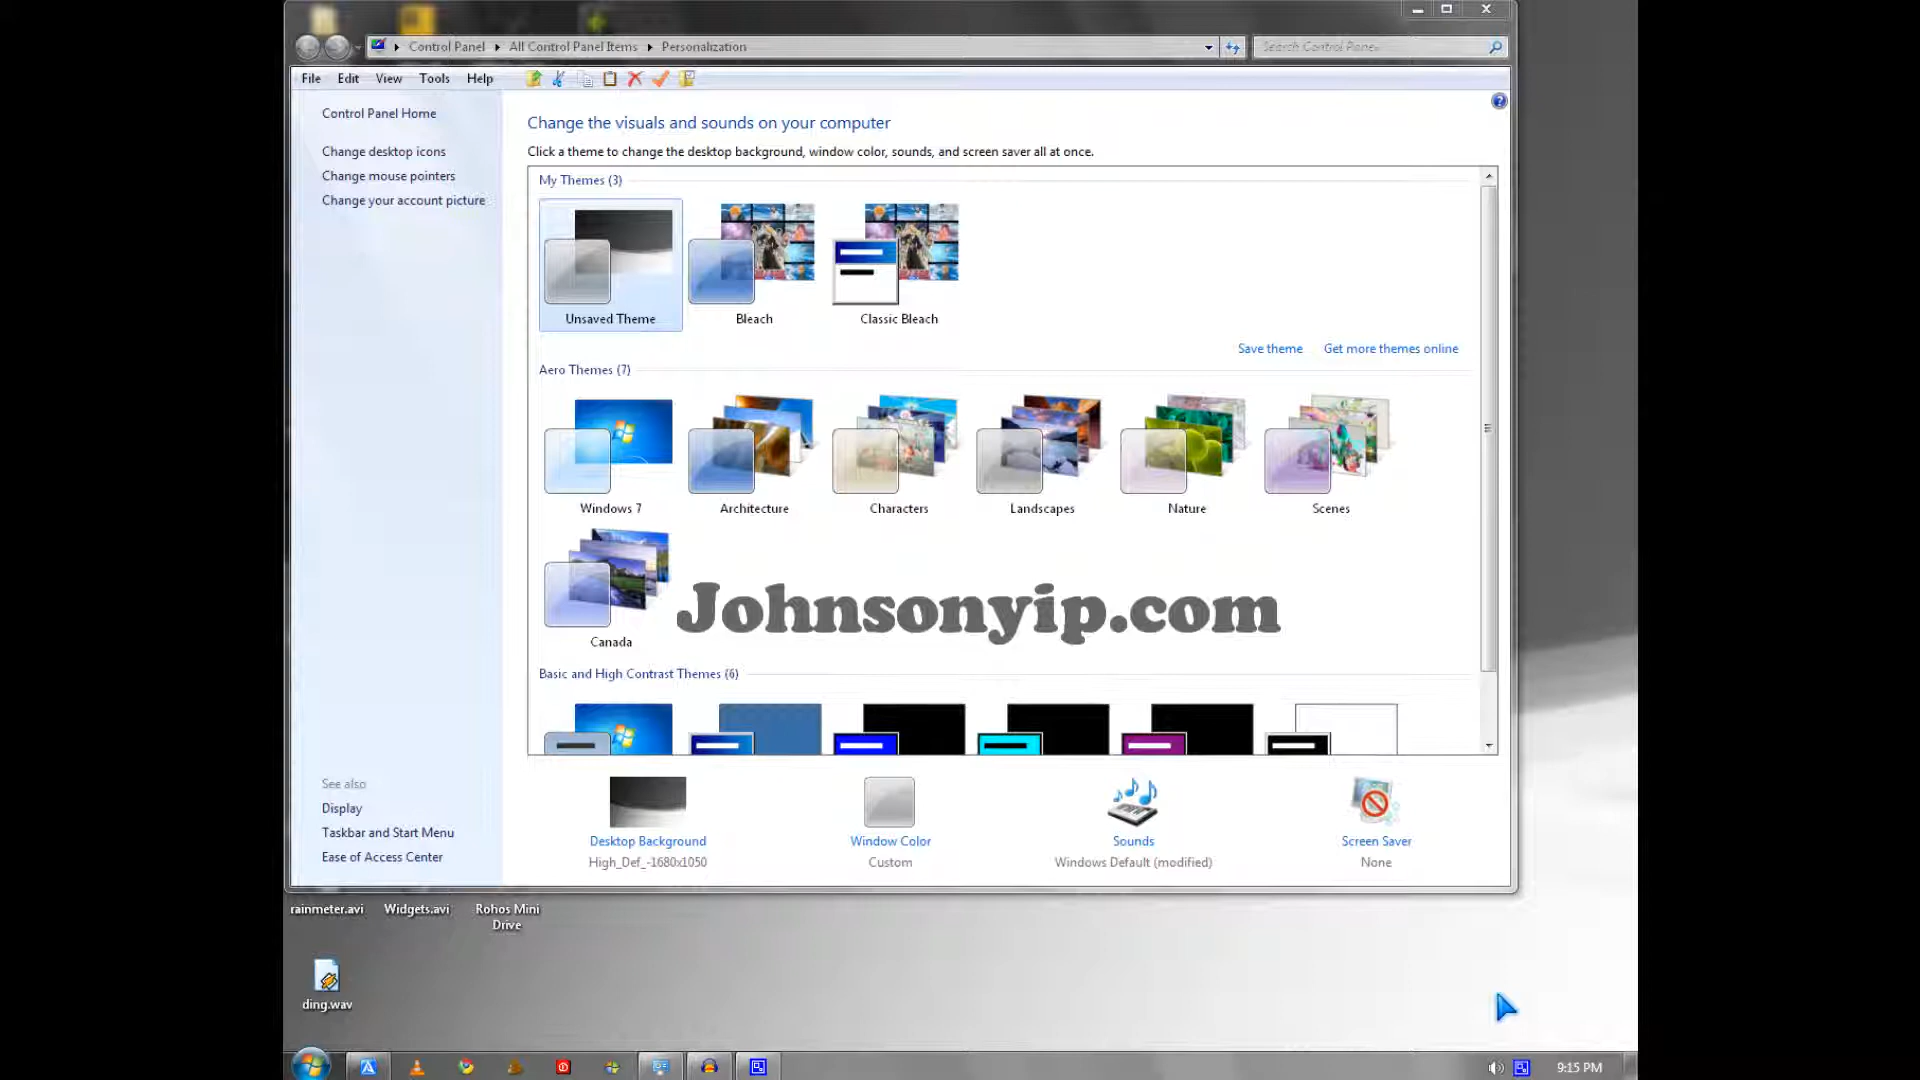 Control Panel
All Control Panel Items
Personalization
Search Control Panel
File
Edit
View
Tools
Help
Control Panel Home
Change desktop icons
Change mouse pointers
Change your account picture
Change the visuals and sounds on your computer
Click a theme to change the desktop background, window color, sounds, and screen saver all at once.
My Themes (3)
Unsaved Theme
Bleach
Classic Bleach
Save theme
Get more themes online
Aero Themes (7)
Windows 7
Architecture
Characters
Landscapes
Nature
Scenes
Canada
Johnsonyip.com
Basic and High Contrast Themes (6)
See also
Display
Taskbar and Start Menu
Ease of Access Center
Desktop Background
High_Def_-1680x1050
Window Color
Custom
Sounds
Windows Default (modified)
Screen Saver
None
rainmeter.avi
Widgets.avi
Rohos Mini
Drive
ding.wav
9:15 PM